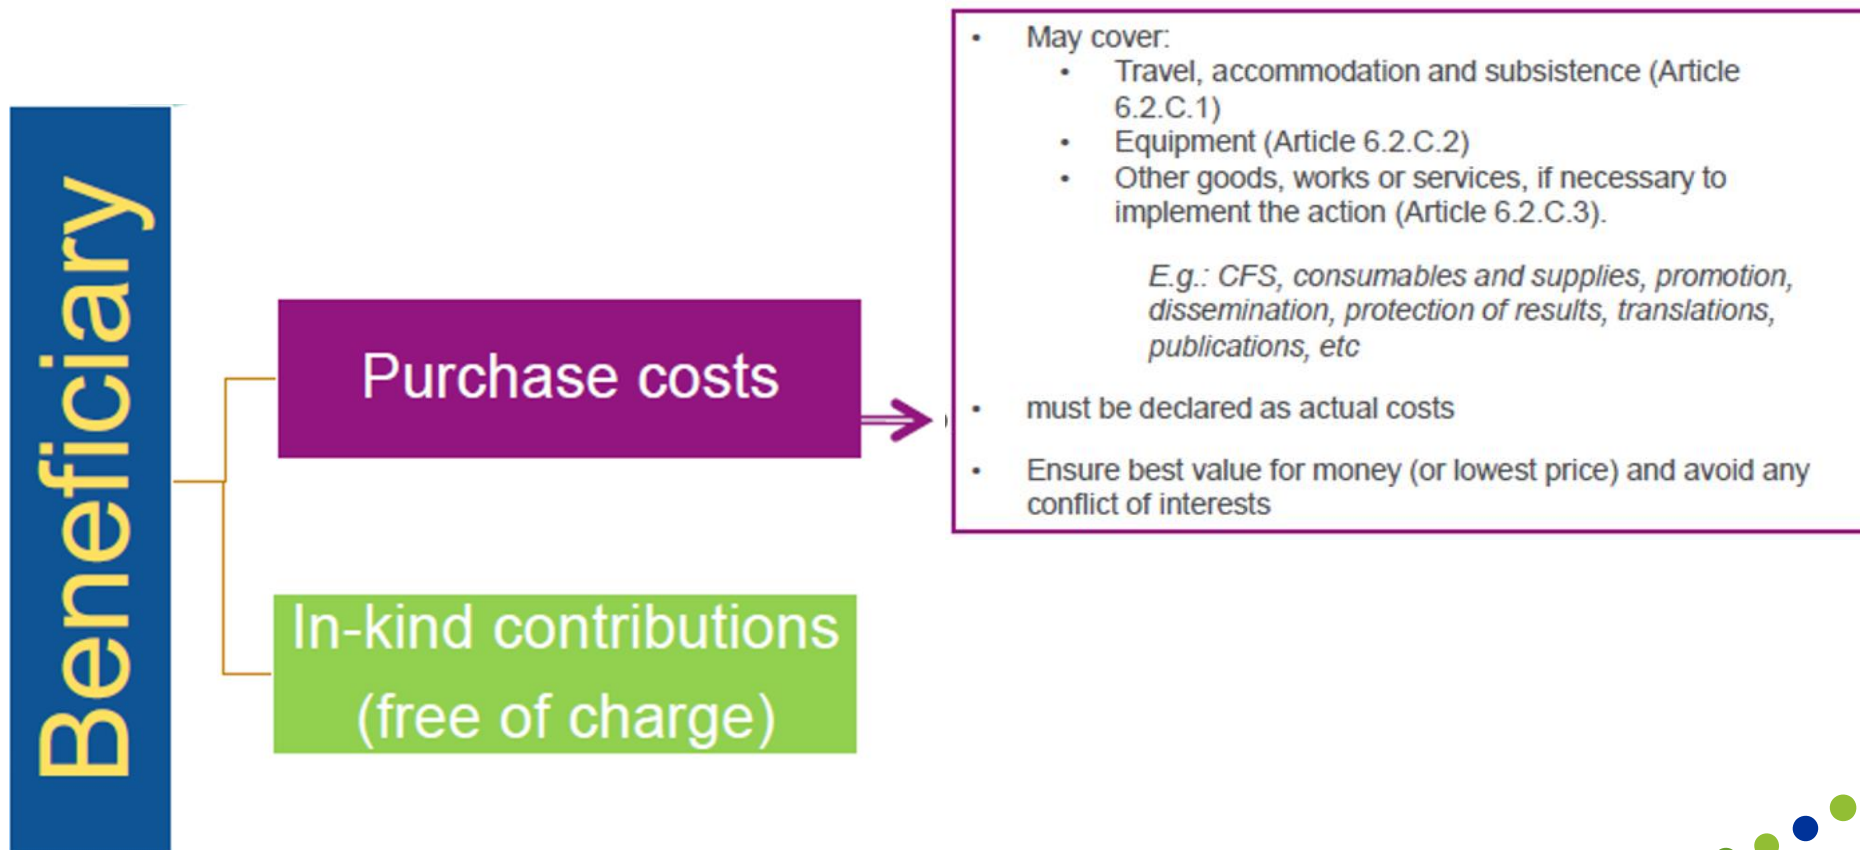 Beneficiary
Purchase costs
In-kind contributions
(free of charge)
• May cover:
• Travel, accommodation and subsistence (Article
6.2.C.1)
• Equipment (Article 6.2.C.2)
• Other goods, works or services, if necessary to
implement the action (Article 6.2.C.3).
E.g.: CFS, consumables and supplies, promotion,
dissemination, protection of results, translations,
publications, etc
• must be declared as actual costs
• Ensure best value for money (or lowest price) and avoid any
conflict of interests